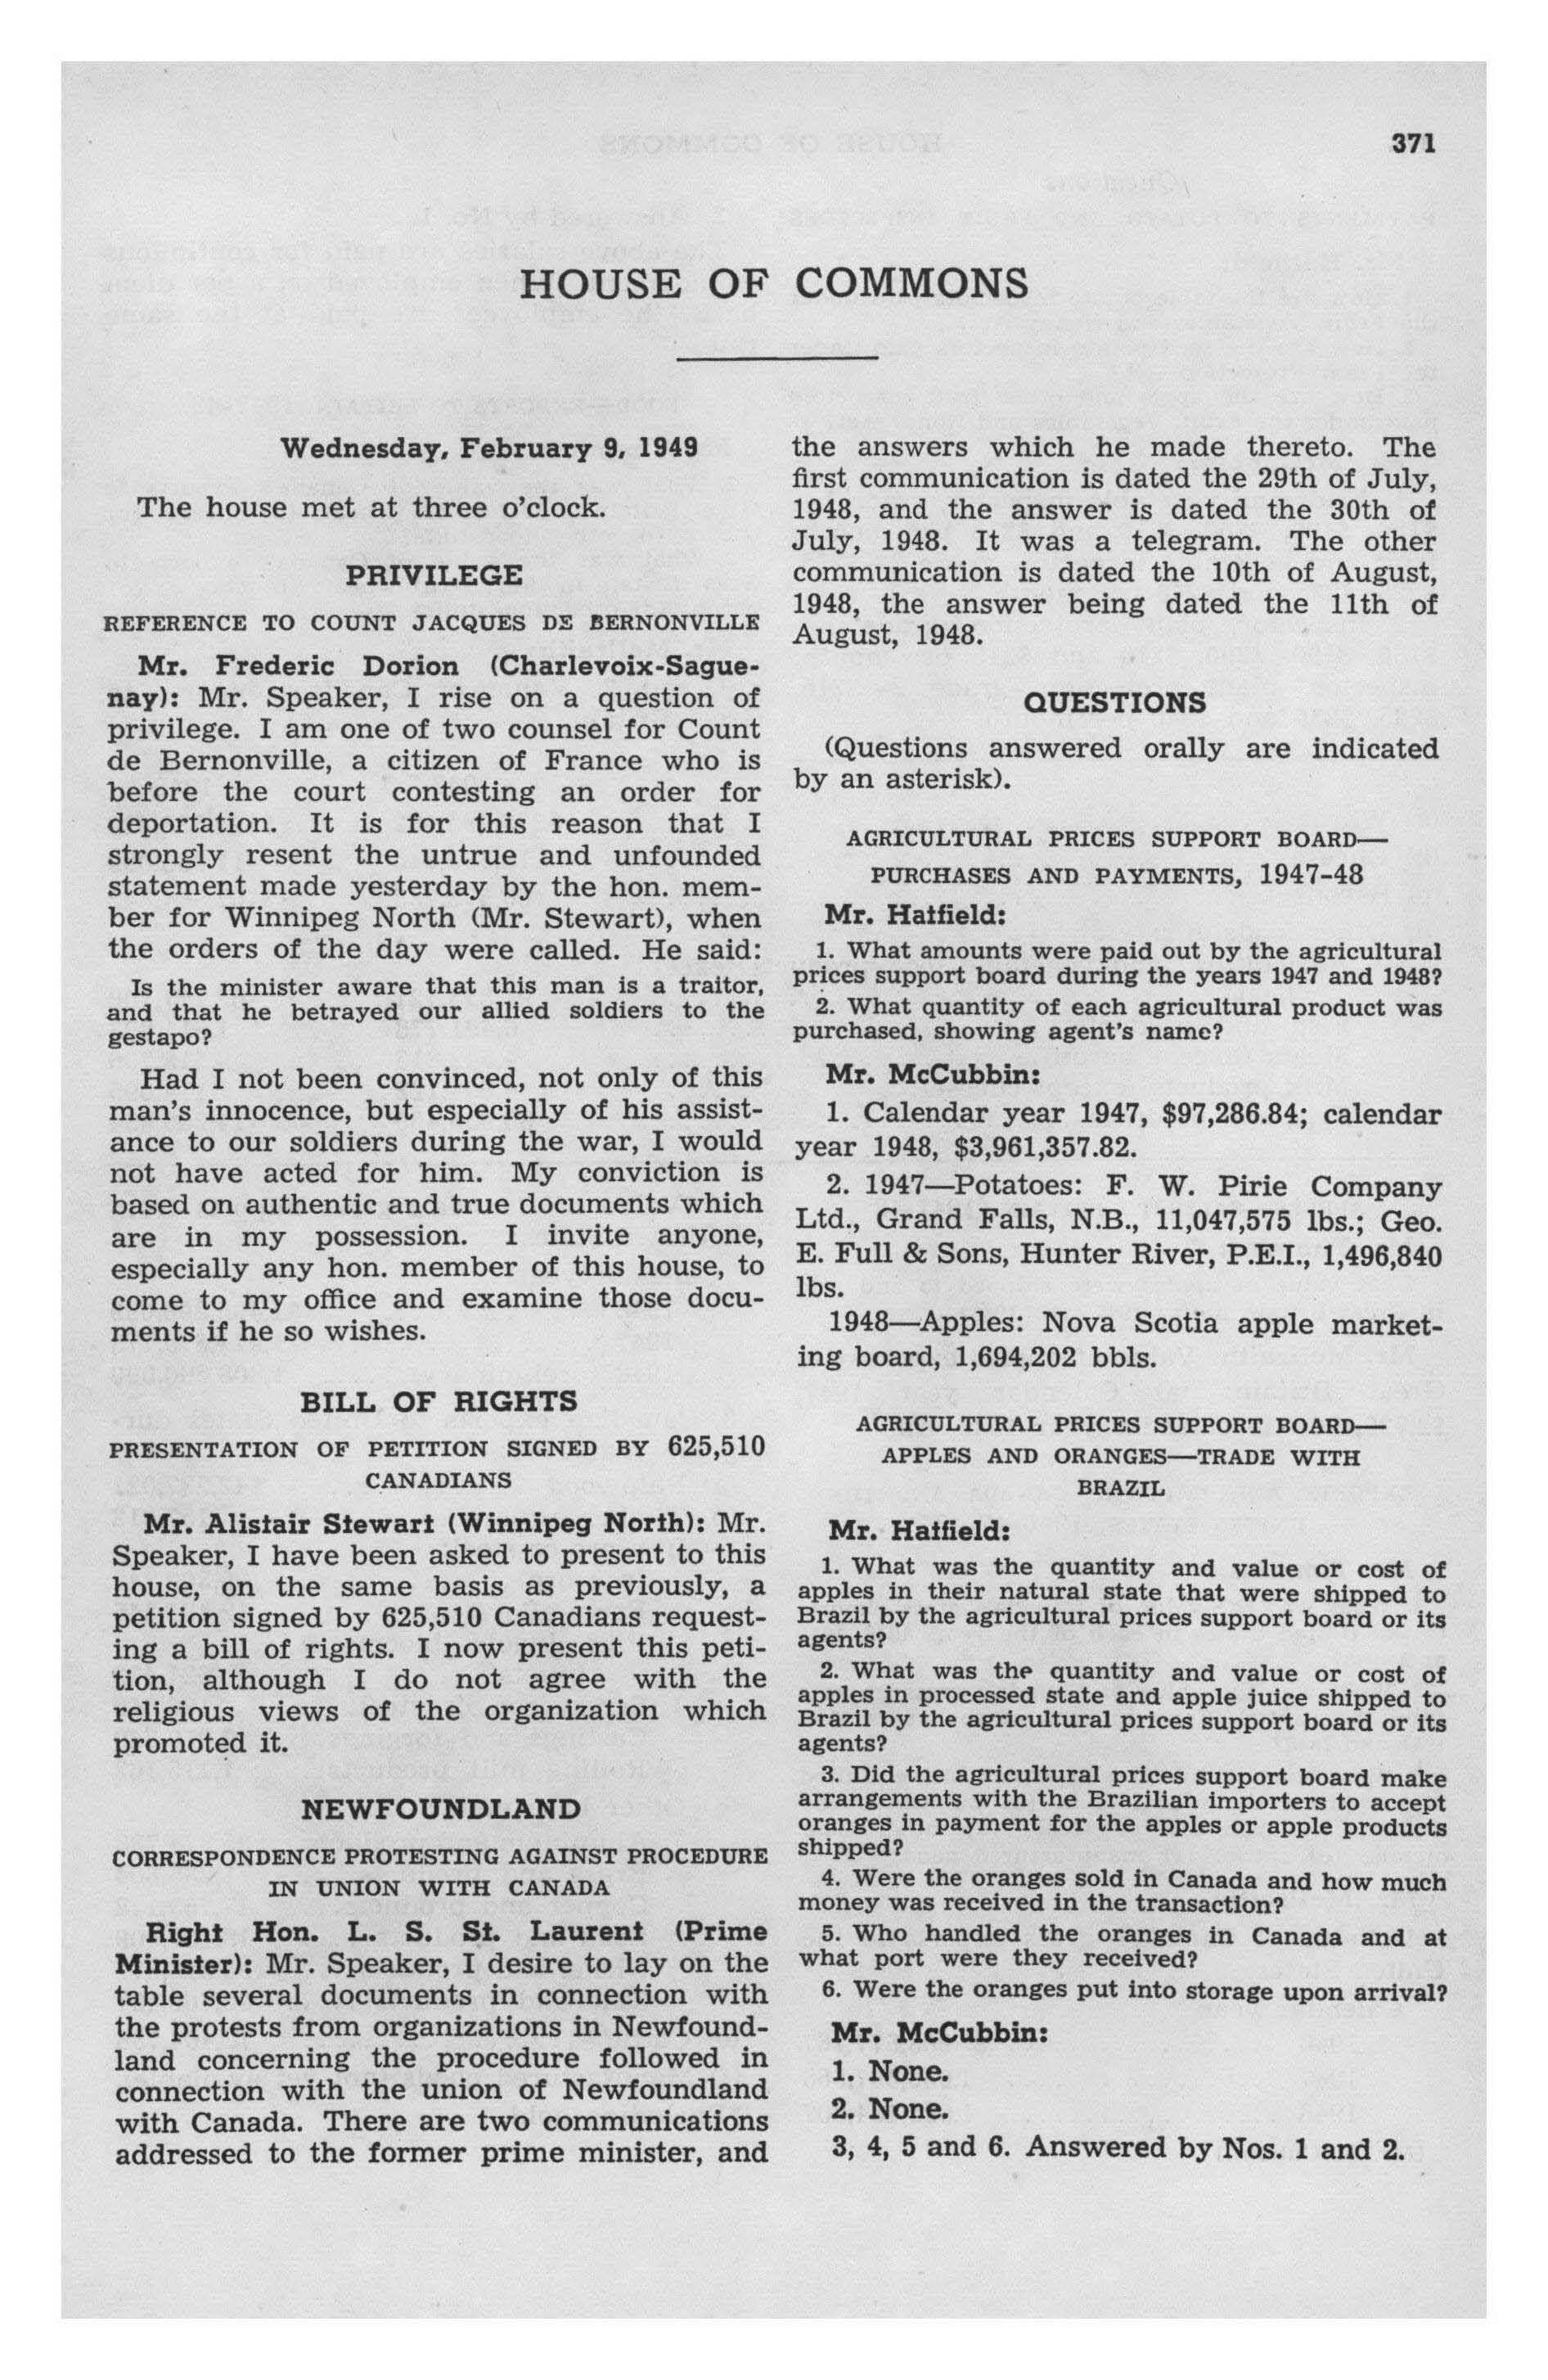 371
HOUSE OF COMMONS
Wednesday, February 9, 1949
The house met at three o'clock.
PRIVILEGE
REFERENCE TO COUNT JACQUES DE BERNONVILLE
Mr. Frederic Dorion (Charlevoix-Sague-
nay): Mr. Speaker, I rise on a question of
privilege. I am one of two counsel for Count
de Bernonville, a citizen of France who is
before the court contesting an order for
deportation. It is for this reason that I
strongly resent the untrue and unfounded
statement made yesterday by the hon. mem-
ber for Winnipeg North (Mr. Stewart), when
the orders of the day were called. He said:
Is the minister aware that this man is a traitor,
and that he betrayed our allied soldiers to the
gestapo?
Had I not been convinced, not only of this
man's innocence, but especially of his assist-
ance to our soldiers during the war, I would
not have acted for him. My conviction is
based on authentic and true documents which
are in my possession. I invite anyone,
especially any hon. member of this house, to
come to my office and examine those docu-
ments if he so wishes.
BILL OF RIGHTS
PRESENTATION OF PETITION SIGNED BY 625,510
CANADIANS
Mr. Alistair Stewart (Winnipeg North): Mr.
Speaker, I have been asked to present to this
house, on the same basis as previously, a
petition signed by 625,510 Canadians request-
ing a bill of rights. I now present this peti-
tion, although I do not agree with the
religious views of the organization which
promoted it.
NEWFOUNDLAND
CORRESPONDENCE PROTESTING AGAINST PROCEDURE
IN UNION WITH CANADA
Right Hon. L. S. St. Laurent (Prime
Minister): Mr. Speaker, I desire to lay on the
table several documents in connection with
the protests from organizations in Newfound-
land concerning the procedure followed in
connection with the union of Newfoundland
with Canada. There are two communications
addressed to the former prime minister, and
the answers which he made thereto. The
first communication is dated the 29th of July,
1948, and the answer is dated the 30th of
July, 1948. It was a telegram. The other
communication is dated the 10th of August,
1948, the answer being dated the 11th of
August, 1948.
QUESTIONS
(Questions answered orally are indicated
by an asterisk).
AGRICULTURAL PRICES SUPPORT BOARD—
PURCHASES AND PAYMENTS, 1947-48
Mr. Hatfield:
1. What amounts were paid out by the agricultural
prices support board during the years 1947 and 1948?
2. What quantity of each agricultural product was
purchased, showing agent's name?
Mr. McCubbin:
1. Calendar year 1947, $97,286.84; calendar
year 1948, $3,961,357.82.
2. 1947—Potatoes: F. W. Pirie Company
Ltd., Grand Falls, N.B., 11,047,575 lbs.; Geo.
E. Full & Sons, Hunter River, P.E.I., 1,496,840
lbs.
1948—Apples: Nova Scotia apple market-
ing board, 1,694,202 bbls.
AGRICULTURAL PRICES SUPPORT BOARD—
APPLES AND ORANGES—TRADE WITH
BRAZIL
Mr. Hatfield:
1. What was the quantity and value or cost of
apples in their natural state that were shipped to
Brazil by the agricultural prices support board or its
agents?
2. What was the quantity and value or cost of
apples in processed state and apple juice shipped to
Brazil by the agricultural prices support board or its
agents?
3. Did the agricultural prices support board make
arrangements with the Brazilian importers to accept
oranges in payment for the apples or apple products
shipped?
4. Were the oranges sold in Canada and how much
money was received in the transaction?
5. Who handled the oranges in Canada and at
what port were they received?
6. Were the oranges put into storage upon arrival?
Mr. McCubbin:
1. None.
2. None.
3, 4, 5 and 6. Answered by Nos. 1 and 2.